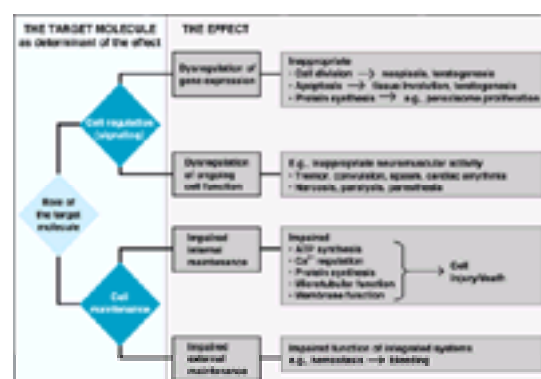 THE TARGET MOLECULE
as determinant of the effect
THE EFFECT
Dysregulation of
gene expression
Inappropriate
- Cell division → neoplasia, teratogenesis
- Apoptosis → tissue involution, teratogenesis
- Protein synthesis → e.g., peroxisome proliferation
Cell regulation
(signaling)
Dysregulation
of ongoing
cell function
E.g., Inappropriate neuromuscular activity
- Tremor, convulsion, spasm, cardiac arrythmia
- Narcosis, paralysis, paresthesia
Role of
the target
molecule
Impaired
internal
maintenance
Impaired
- ATP synthesis
- Ca²⁺ regulation
- Protein synthesis
- Microtubular function
- Membrane function
Cell
injury/death
Cell
maintenance
Impaired
external
maintenance
Impaired function of integrated systems
e.g., hemostasis → bleeding